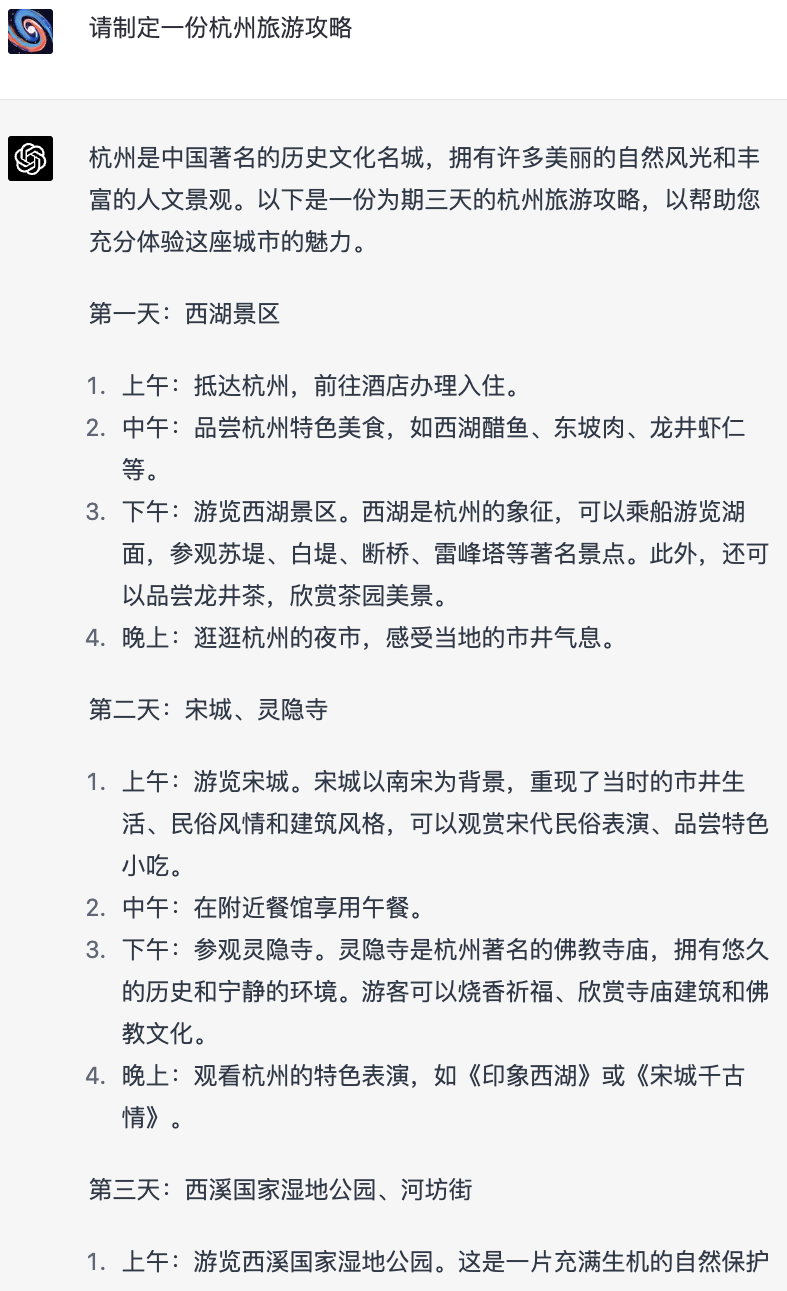 请制定一份杭州旅游攻略
杭州是中国著名的历史文化名城，拥有许多美丽的自然风光和丰
富的人文景观。以下是一份为期三天的杭州旅游攻略，以帮助您
充分体验这座城市的魅力。
第一天：西湖景区
1. 上午：抵达杭州，前往酒店办理入住。
2. 中午：品尝杭州特色美食，如西湖醋鱼、东坡肉、龙井虾仁
等。
3. 下午：游览西湖景区。西湖是杭州的象征，可以乘船游览湖
面，参观苏堤、白堤、断桥、雷峰塔等著名景点。此外，还可
以品尝龙井茶，欣赏茶园美景。
4. 晚上：逛逛杭州的夜市，感受当地的市井气息。
第二天：宋城、灵隐寺
1. 上午：游览宋城。宋城以南宋为背景，重现了当时的市井生
活、民俗风情和建筑风格，可以观赏宋代民俗表演、品尝特色
小吃。
2. 中午：在附近餐馆享用午餐。
3. 下午：参观灵隐寺。灵隐寺是杭州著名的佛教寺庙，拥有悠久
的历史和宁静的环境。游客可以烧香祈福、欣赏寺庙建筑和佛
教文化。
4. 晚上：观看杭州的特色表演，如《印象西湖》或《宋城千古
情》。
第三天：西溪国家湿地公园、河坊街
1. 上午：游览西溪国家湿地公园。这是一片充满生机的自然保护